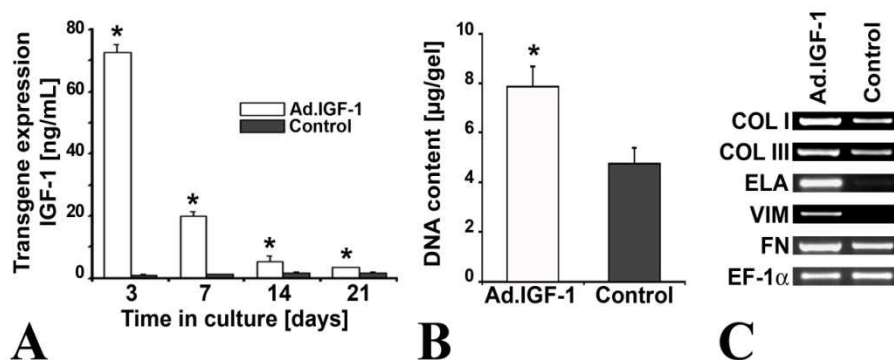 A
Transgene expression
IGF-1 [ng/mL]
80
60
40
20
0
*
*
*
*
Ad.IGF-1
Control
3 7 14 21
Time in culture [days]
B
DNA content [µg/gel]
10
8
6
4
2
0
*
Ad.IGF-1 Control
C
Ad.IGF-1 Control
COL I
COL III
ELA
VIM
FN
EF-1α